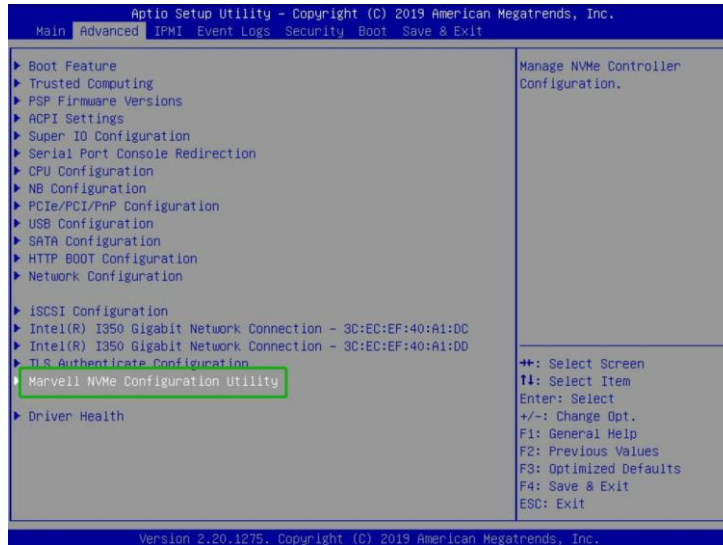 Aptio Setup Utility – Copyright (C) 2019 American Megatrends, Inc.
Main Advanced IPMI Event Logs Security Boot Save & Exit
Boot Feature
Trusted Computing
PSP Firmware Versions
ACPI Settings
Super IO Configuration
Serial Port Console Redirection
CPU Configuration
NB Configuration
PCIe/PCI/PnP Configuration
USB Configuration
SATA Configuration
HTTP BOOT Configuration
Network Configuration
iSCSI Configuration
Intel(R) I350 Gigabit Network Connection – 3C:EC:EF:40:A1:DC
Intel(R) I350 Gigabit Network Connection – 3C:EC:EF:40:A1:DD
TLS Authenticate Configuration
Marvell NVMe Configuration Utility
Driver Health
Manage NVMe Controller
Configuration.
→←: Select Screen
↑↓: Select Item
Enter: Select
+/-: Change Opt.
F1: General Help
F2: Previous Values
F3: Optimized Defaults
F4: Save & Exit
ESC: Exit
Version 2.20.1275. Copyright (C) 2019 American Megatrends, Inc.